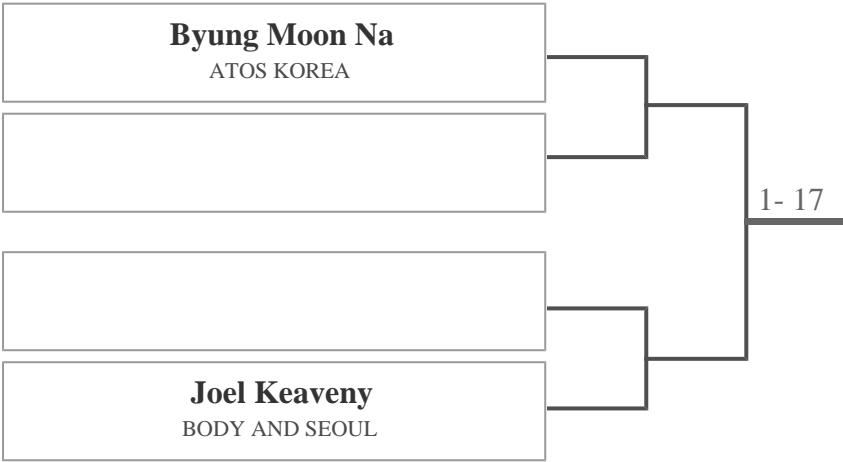 Byung Moon Na
ATOS KOREA
1- 17
Joel Keaveny
BODY AND SEOUL